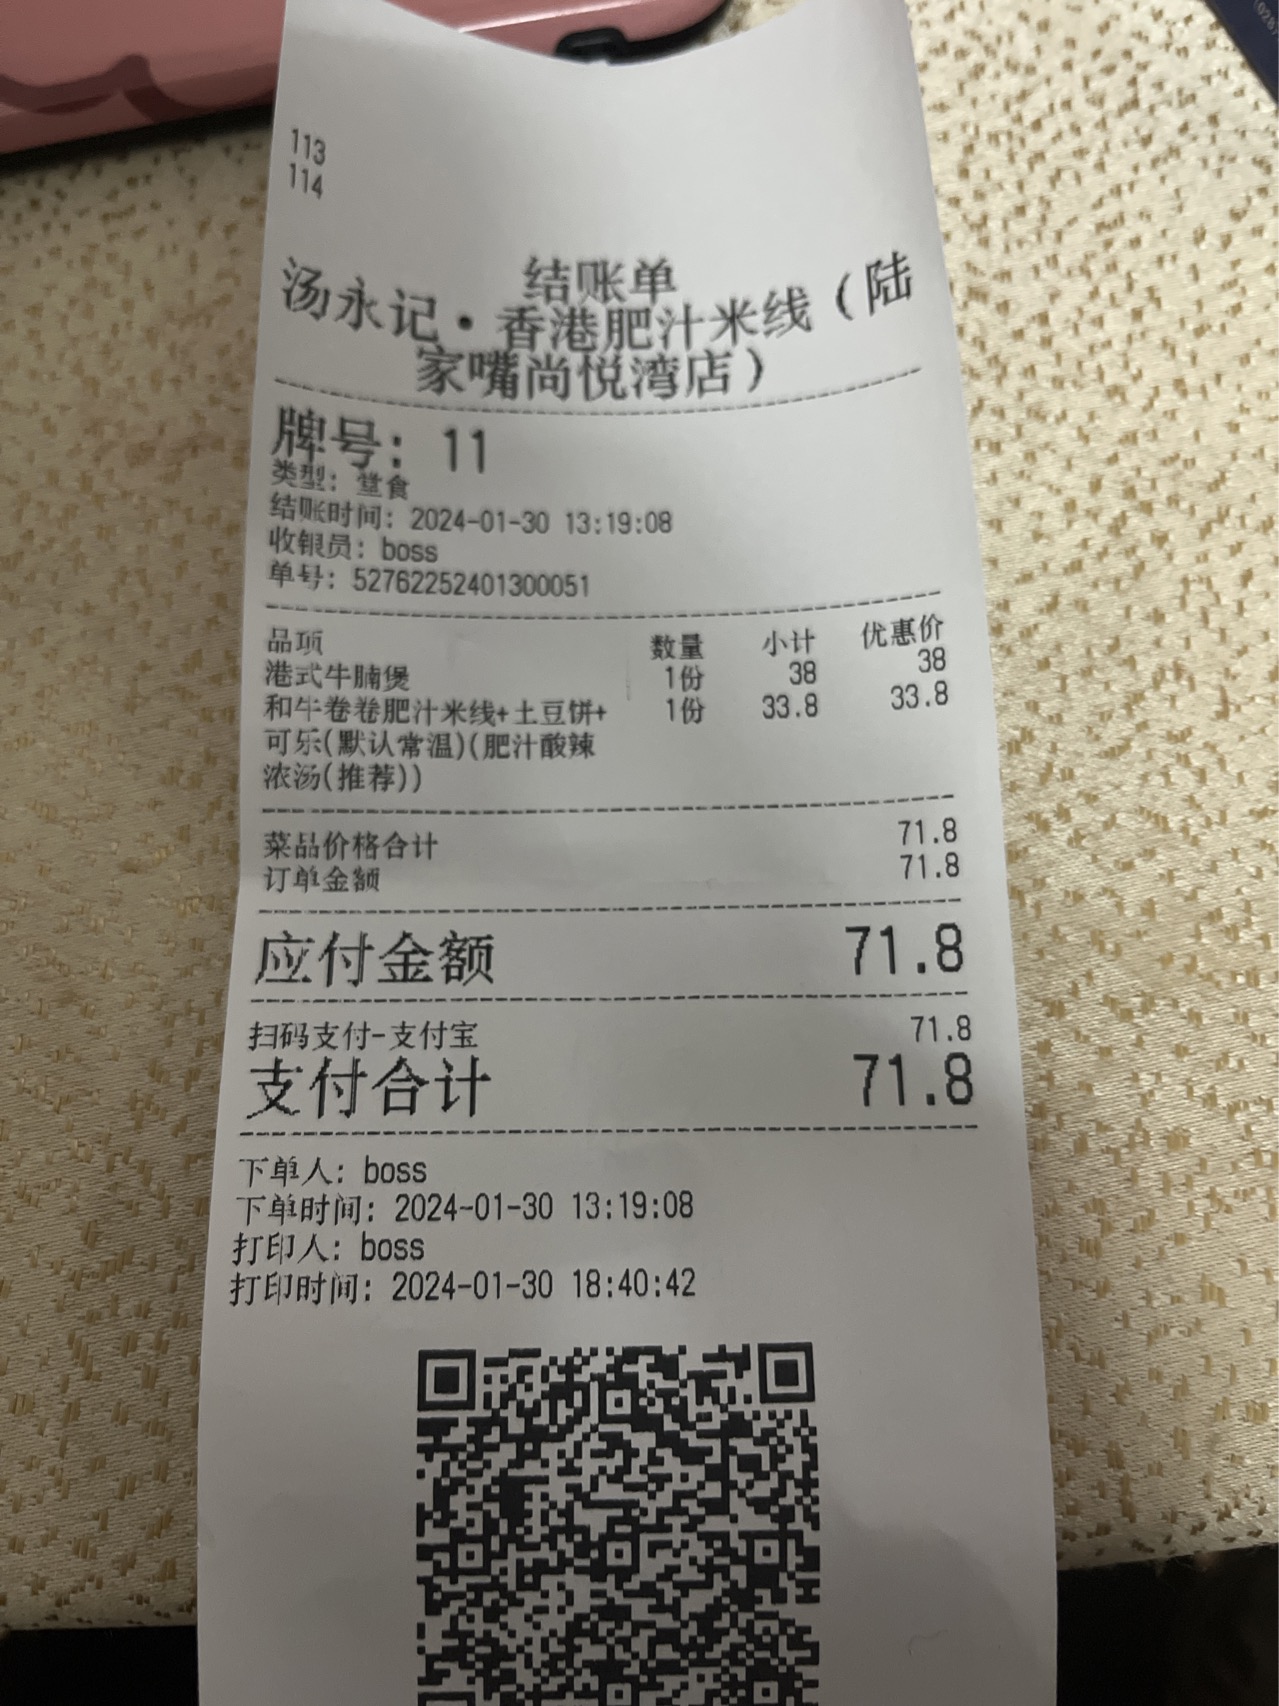 113
114
结账单
汤永记·香港肥汁米线（陆
家嘴尚悦湾店）
牌号：11
类型：堂食
结账时间：2024-01-30 13:19:08
收银员：boss
单号：52762252401300051
品项 数量 小计 优惠价
港式牛腩煲 1份 38 38
和牛卷卷肥汁米线+土豆饼+ 1份 33.8 33.8
可乐(默认常温)(肥汁酸辣
浓汤(推荐))
菜品价格合计 71.8
订单金额 71.8
应付金额 71.8
扫码支付-支付宝 71.8
支付合计 71.8
下单人：boss
下单时间：2024-01-30 13:19:08
打印人：boss
打印时间：2024-01-30 18:40:42